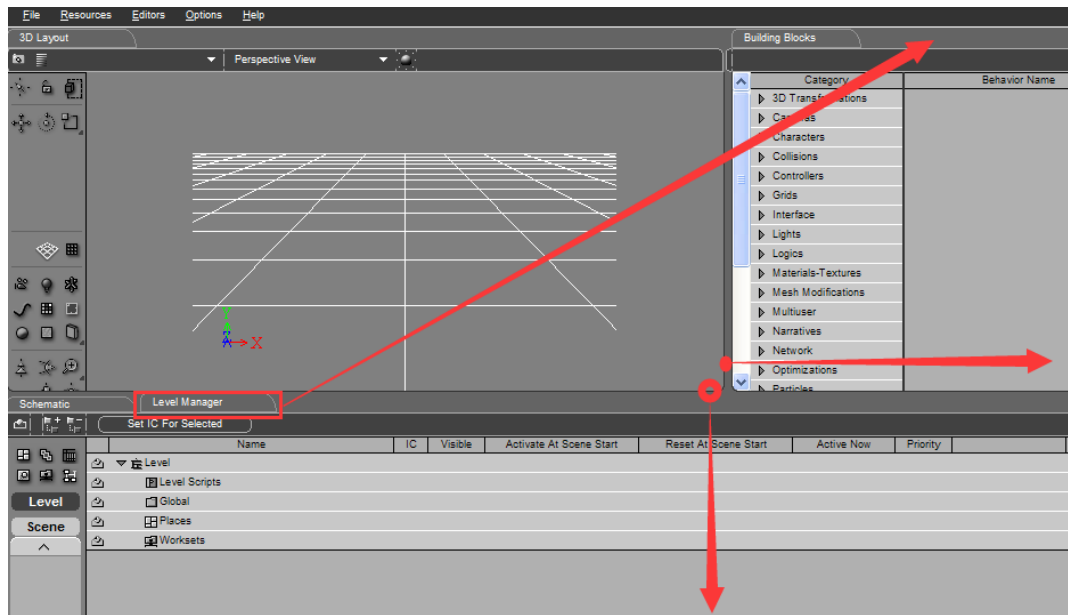 File Resources Editors Options Help
3D Layout
Building Blocks
Perspective View
Category Behavior Name
3D Transformations
Cameras
Characters
Collisions
Controllers
Grids
Interface
Lights
Logics
Materials-Textures
Mesh Modifications
Multiuser
Narratives
Network
Optimizations
Particles
Y
Z
X
Schematic
Level Manager
Set IC For Selected
Name IC Visible Activate At Scene Start Reset At Scene Start Active Now Priority
Level
Level Scripts
Global
Places
Worksets
Level
Scene